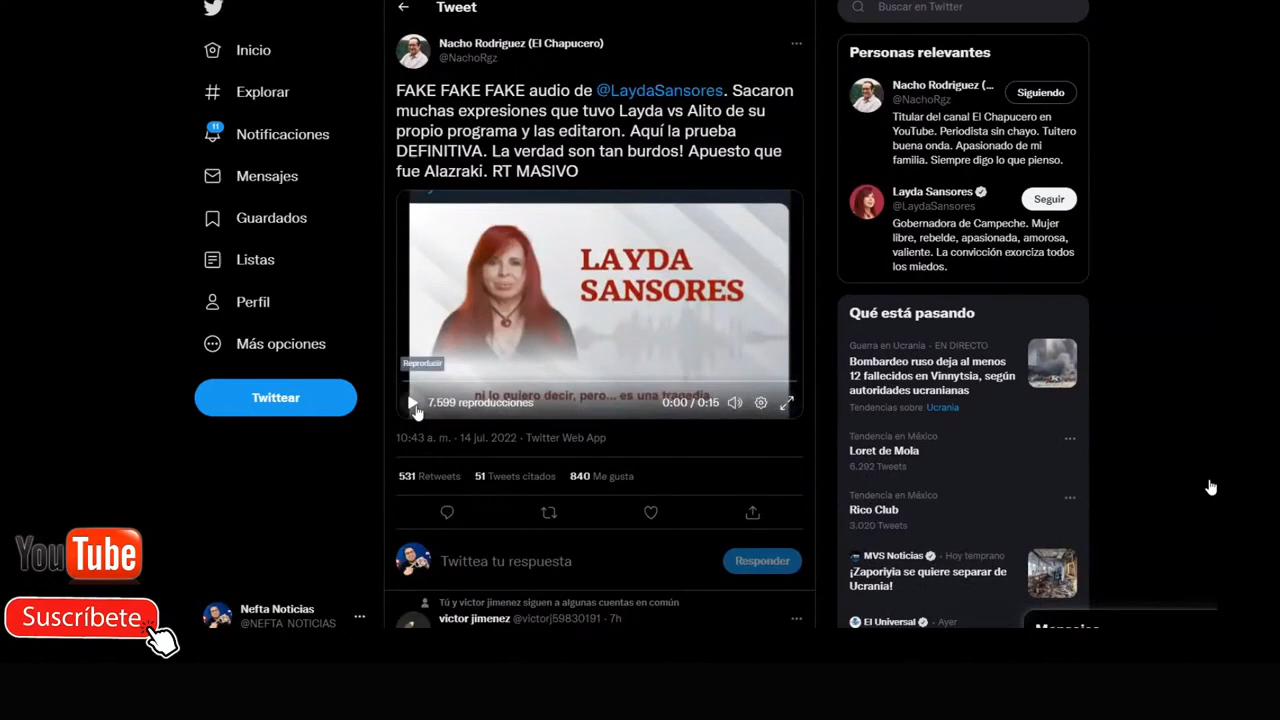 Inicio
Explorar
11
Notificaciones
Mensajes
Guardados
Listas
Perfil
Más opciones
Twittear
Nefta Noticias
@NEFTA NOTICIAS
YouTube
Suscríbete
Tweet
Nacho Rodriguez (El Chapucero)
@NachoRgz
FAKE FAKE FAKE audio de @LaydaSansores. Sacaron
muchas expresiones que tuvo Layda vs Alito de su
propio programa y las editaron. Aquí la prueba
DEFINITIVA. La verdad son tan burdos! Apuesto que
fue Alazraki. RT MASIVO
LAYDA
SANSORES
Reproducir
ni lo quiero decir, pero... es una tragedia
7.599 reproducciones
0:00 / 0:15
10:43 a. m. · 14 jul. 2022 · Twitter Web App
531 Retweets 51 Tweets citados 840 Me gusta
Twittea tu respuesta
Responder
Tú y victor jimenez siguen a algunas cuentas en común
victor jimenez @victorj59830191 · 7h
Buscar en Twitter
Personas relevantes
Nacho Rodriguez (...
@NachoRgz
Siguiendo
Titular del canal El Chapucero en
YouTube. Periodista sin chayo. Tuitero
buena onda. Apasionado de mi
familia. Siempre digo lo que pienso.
Layda Sansores
@LaydaSansores
Seguir
Gobernadora de Campeche. Mujer
libre, rebelde, apasionada, amorosa,
valiente. La convicción exorciza todos
los miedos.
Qué está pasando
Guerra en Ucrania · EN DIRECTO
Bombardeo ruso deja al menos
12 fallecidos en Vinnytsia, según
autoridades ucranianas
Tendencias sobre Ucrania
Tendencia en México
Loret de Mola
6.292 Tweets
Tendencia en México
Rico Club
3.020 Tweets
MVS Noticias · Hoy temprano
¡Zaporiyia se quiere separar de
Ucrania!
El Universal · Ayer
Mensajes